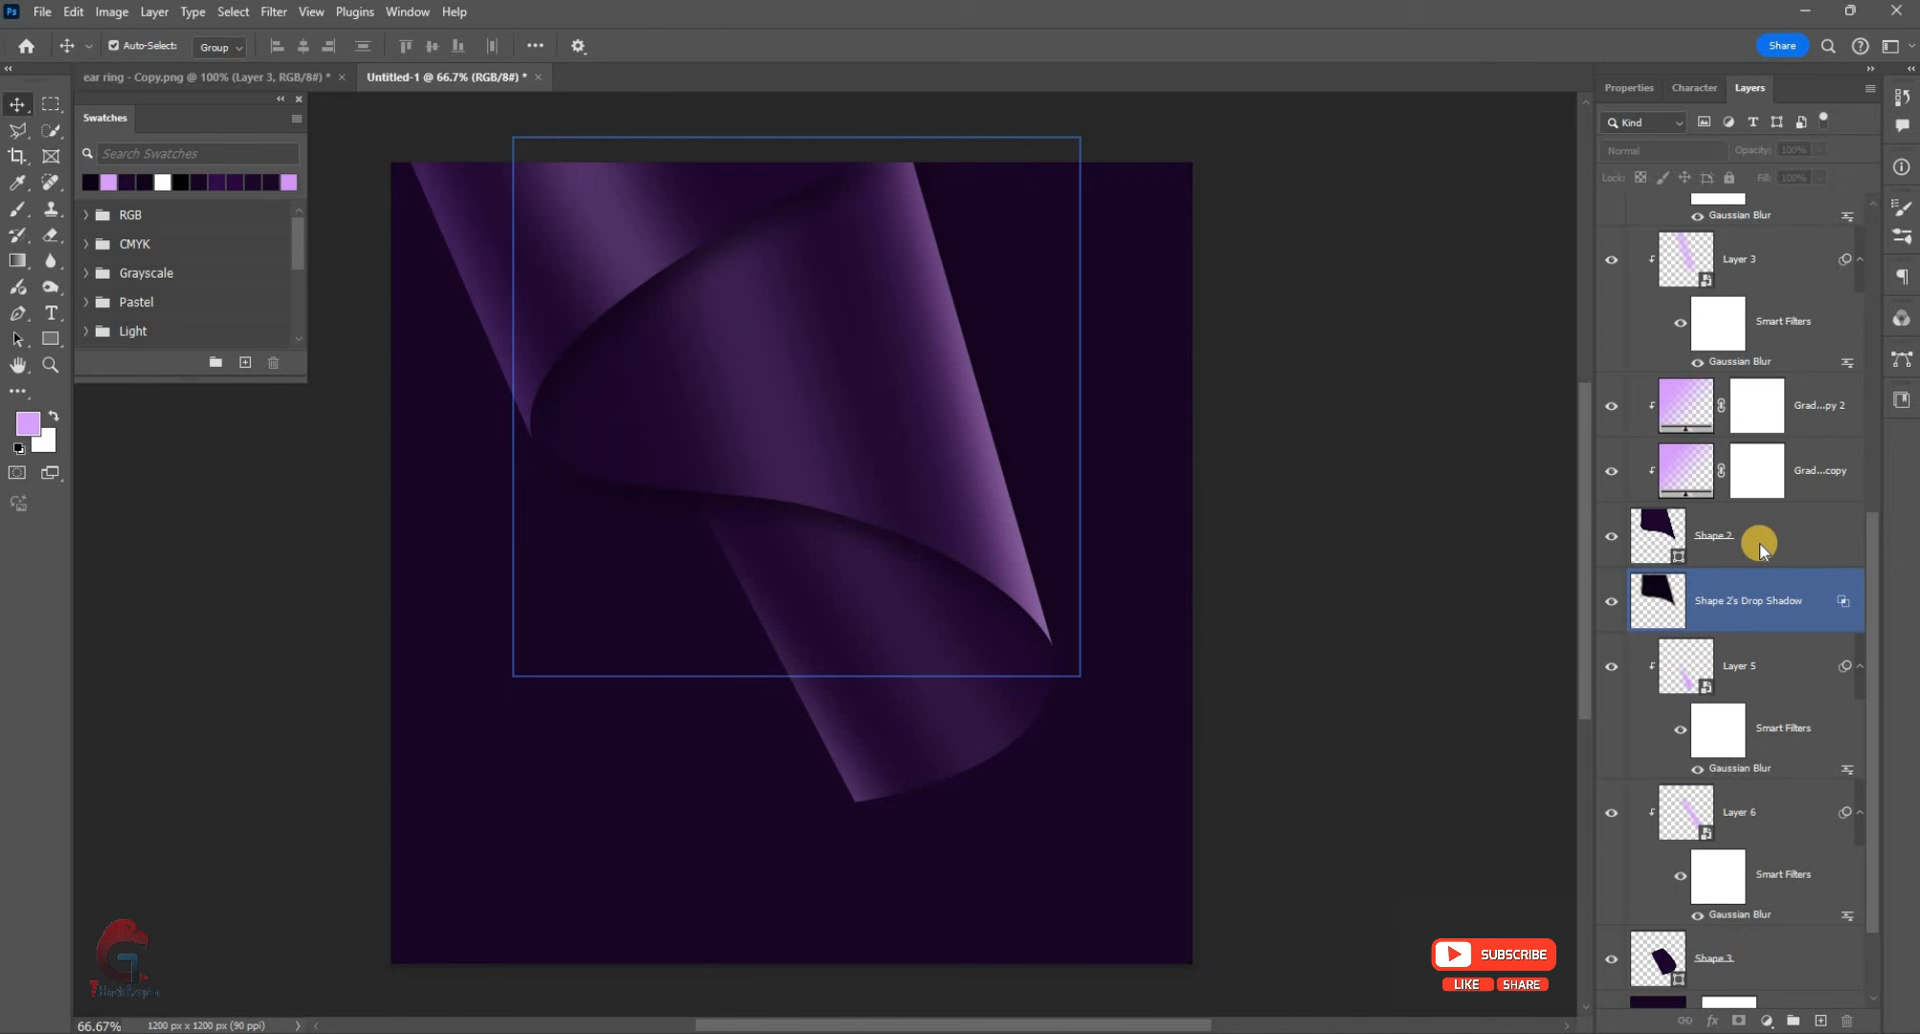 Ps File Edit Image Layer Type Select Filter View Plugins Window Help
Auto-Select: Group Share
ear ring - Copy.png @ 100% (Layer 3, RGB/8#) * × Untitled-1 @ 66.7% (RGB/8#) * ×
Swatches
Search Swatches
RGB
CMYK
Grayscale
Pastel
Light
Properties Character Layers
Kind
Normal Opacity: 100%
Lock: Fill: 100%
Gaussian Blur
Layer 3
Smart Filters
Gaussian Blur
Grad...py 2
Grad...copy
Shape 2
Shape 2's Drop Shadow
Layer 5
Smart Filters
Gaussian Blur
Layer 6
Smart Filters
Gaussian Blur
Shape 3
SUBSCRIBE
LIKE SHARE
66.67% 1200 px x 1200 px (90 ppi)